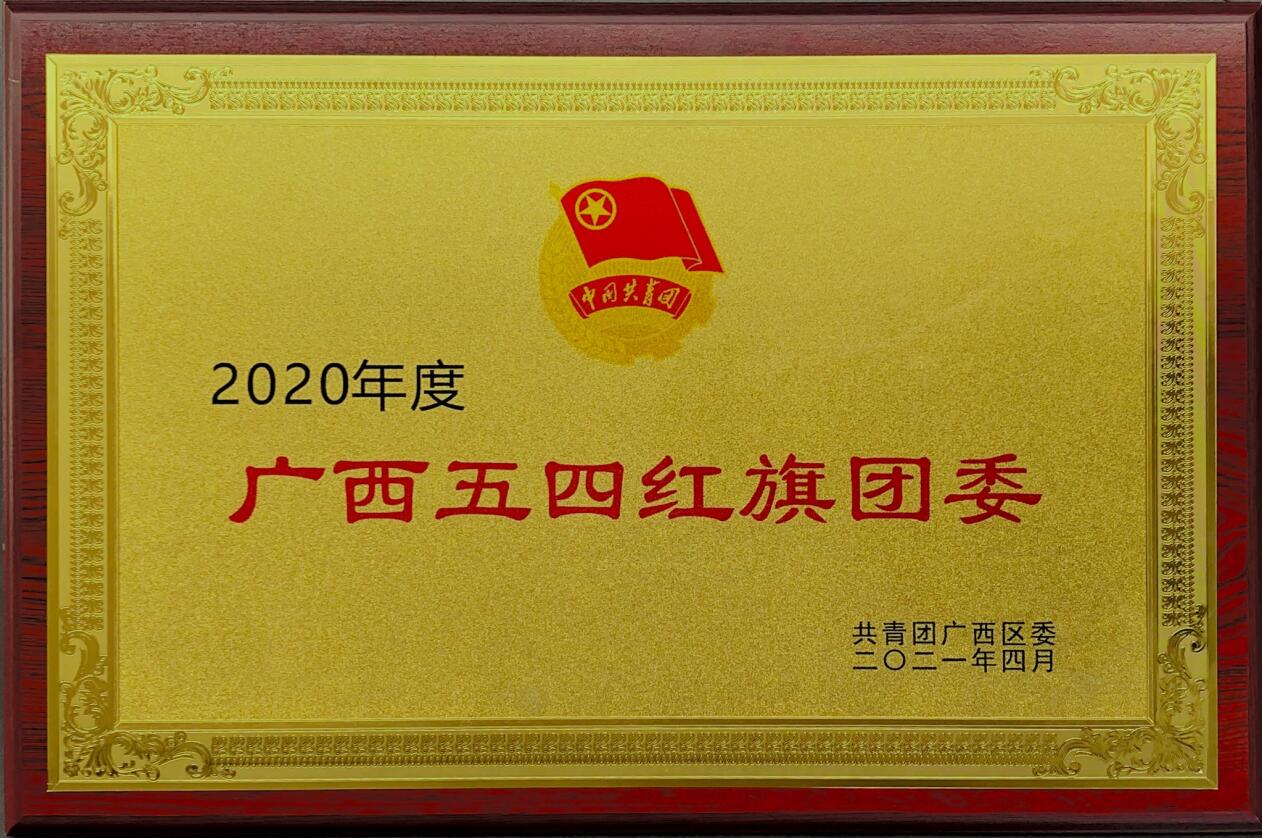 中国共青团
2020年度
广西五四红旗团委
共青团广西区委
二〇二一年四月